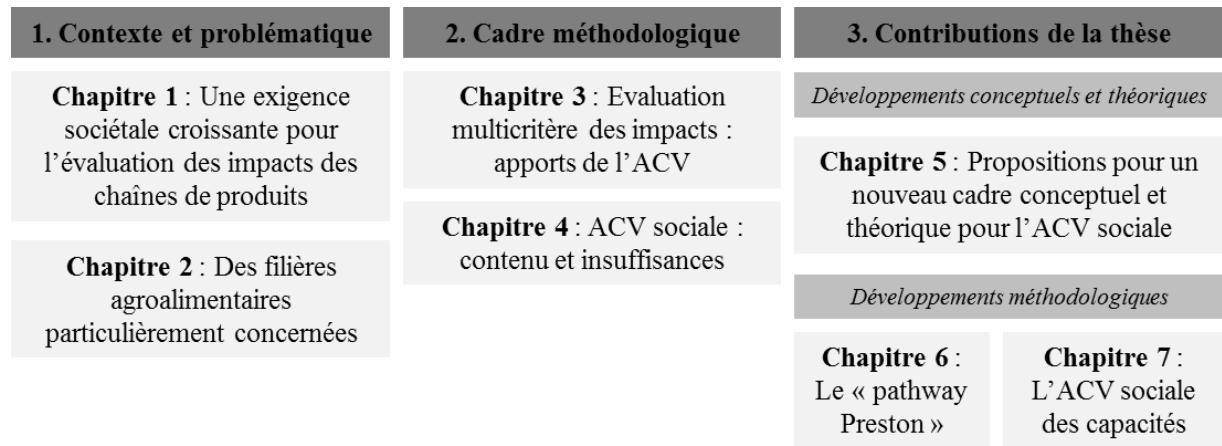 1. Contexte et problématique
Chapitre 1 : Une exigence
sociétale croissante pour
l’évaluation des impacts des
chaînes de produits
Chapitre 2 : Des filières
agroalimentaires
particulièrement concernées
2. Cadre méthodologique
Chapitre 3 : Evaluation
multicritère des impacts :
apports de l’ACV
Chapitre 4 : ACV sociale :
contenu et insuffisances
3. Contributions de la thèse
Développements conceptuels et théoriques
Chapitre 5 : Propositions pour un
nouveau cadre conceptuel et
théorique pour l’ACV sociale
Développements méthodologiques
Chapitre 6 :
Le « pathway
Preston »
Chapitre 7 :
L’ACV sociale
des capacités